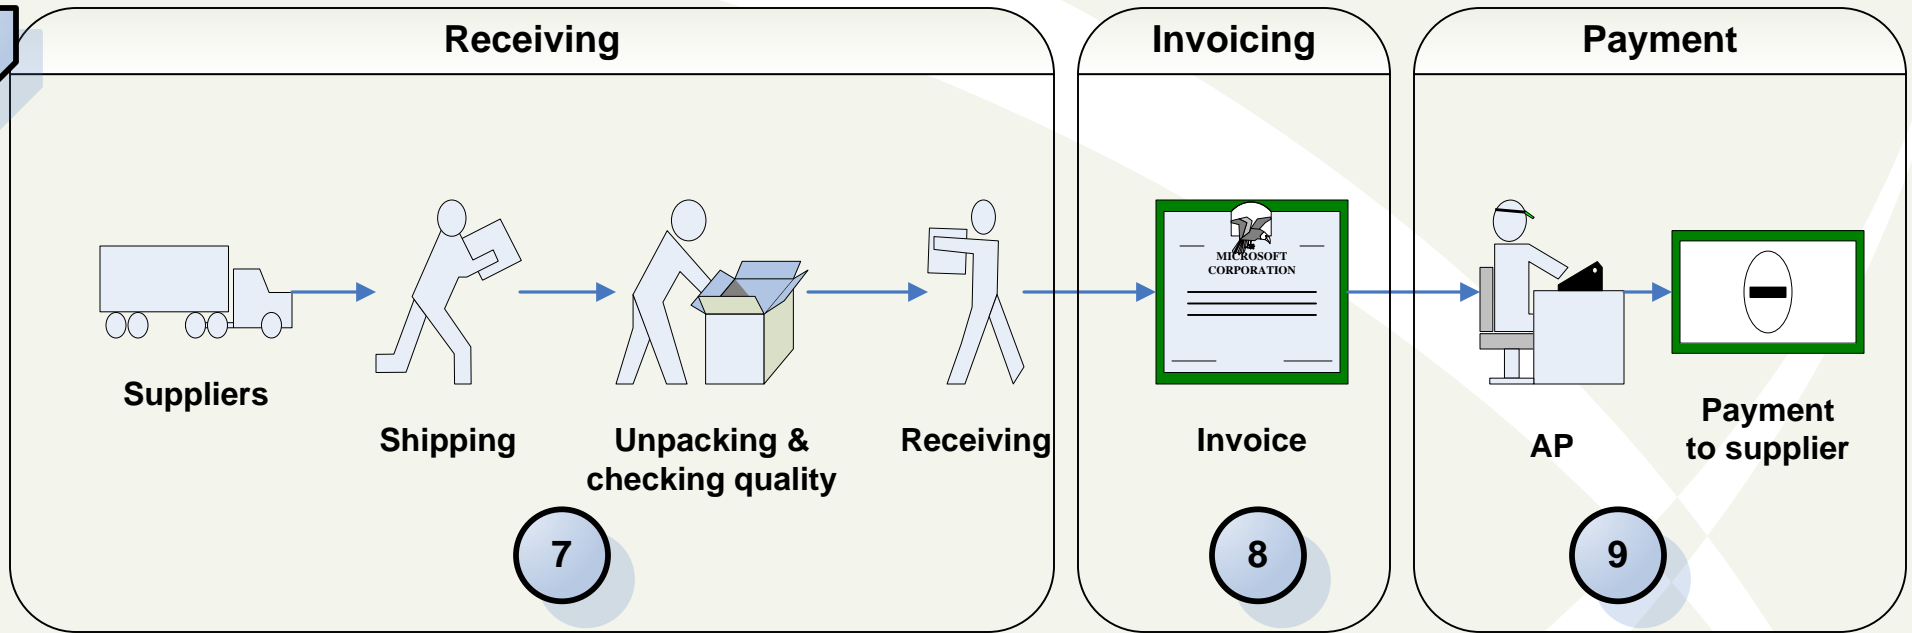 Receiving
Invoicing
Payment
MICROSOFT
CORPORATION
Suppliers
Shipping
Unpacking &
checking quality
Receiving
Invoice
AP
Payment
to supplier
7
8
9